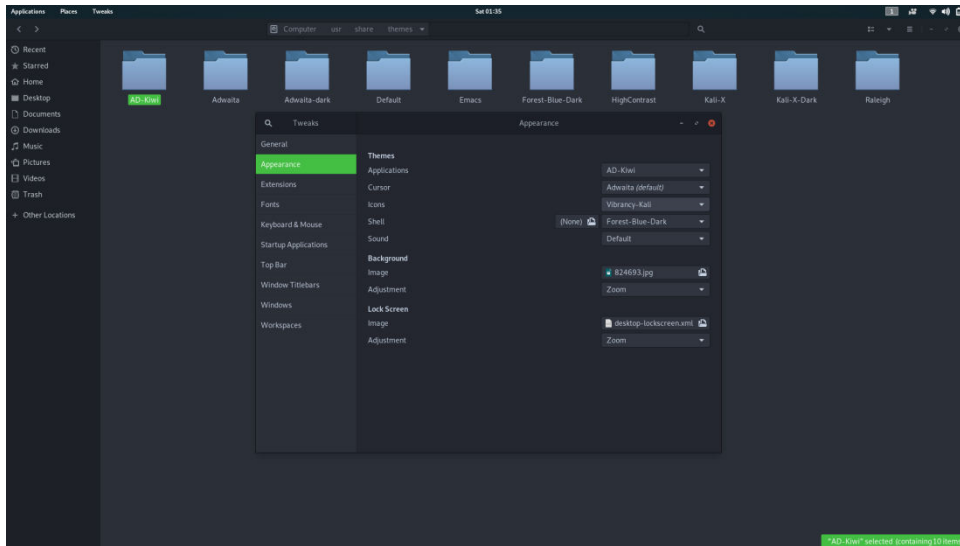 Applications Places Tweaks Sat 01:35 1
Computer usr share themes
Recent
Starred
Home
Desktop
Documents
Downloads
Music
Pictures
Videos
Trash
+ Other Locations
AD-Kiwi Adwaita Adwaita-dark Default Emacs Forest-Blue-Dark HighContrast Kali-X Kali-X-Dark Raleigh
Tweaks Appearance
General
Appearance
Extensions
Fonts
Keyboard & Mouse
Startup Applications
Top Bar
Window Titlebars
Windows
Workspaces
Themes
Applications AD-Kiwi
Cursor Adwaita (default)
Icons Vibrancy-Kali
Shell (None) Forest-Blue-Dark
Sound Default
Background
Image 824693.jpg
Adjustment Zoom
Lock Screen
Image desktop-lockscreen.xml
Adjustment Zoom
"AD-Kiwi" selected (containing 10 items